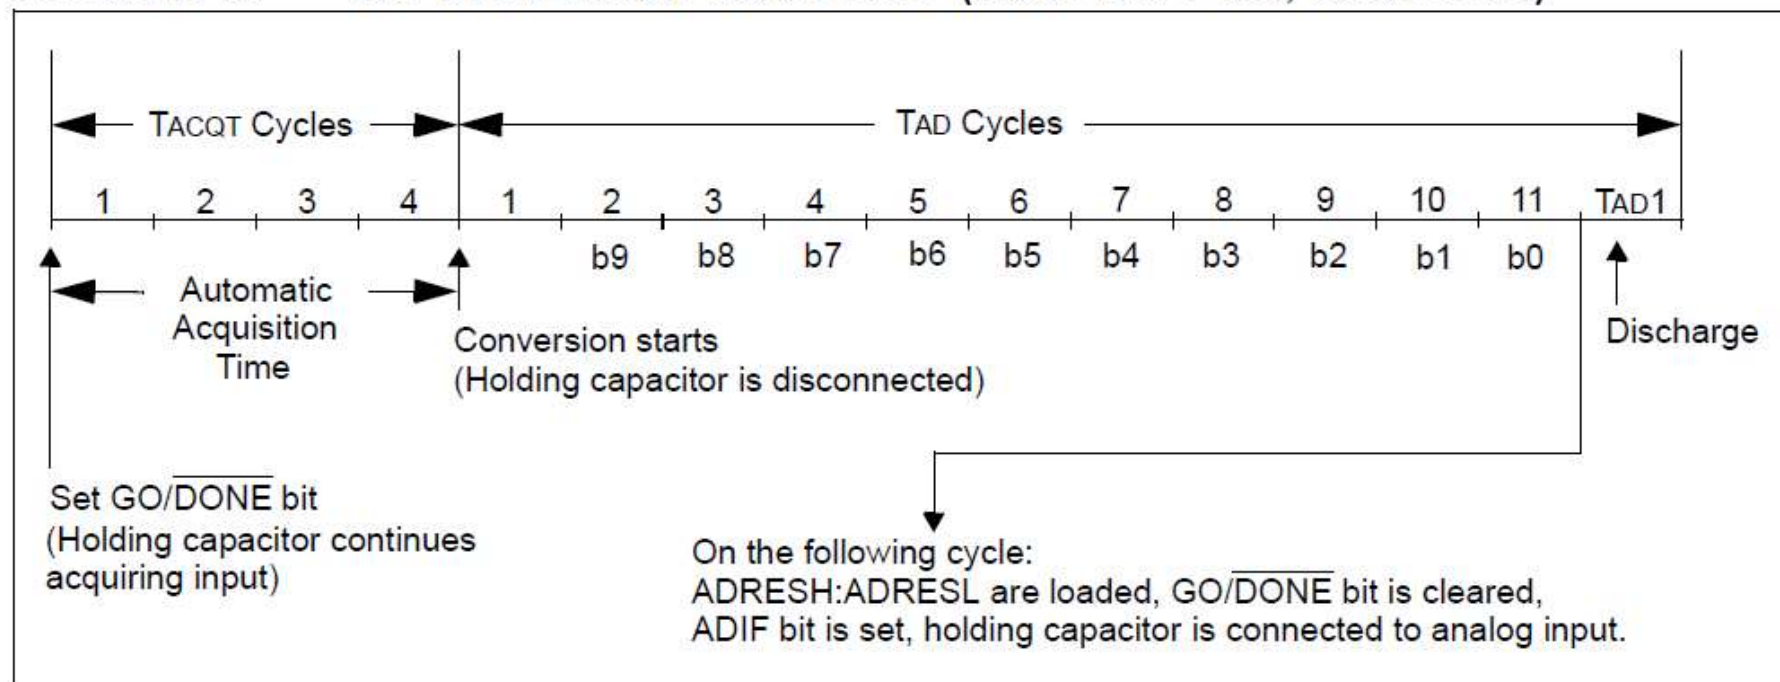 TACQT Cycles
TAD Cycles
1 2 3 4 1 2 3 4 5 6 7 8 9 10 11 TAD1
b9 b8 b7 b6 b5 b4 b3 b2 b1 b0
Automatic
Acquisition
Time
Conversion starts
(Holding capacitor is disconnected)
Discharge
Set GO/DONE bit
(Holding capacitor continues
acquiring input)
On the following cycle:
ADRESH:ADRESL are loaded, GO/DONE bit is cleared,
ADIF bit is set, holding capacitor is connected to analog input.